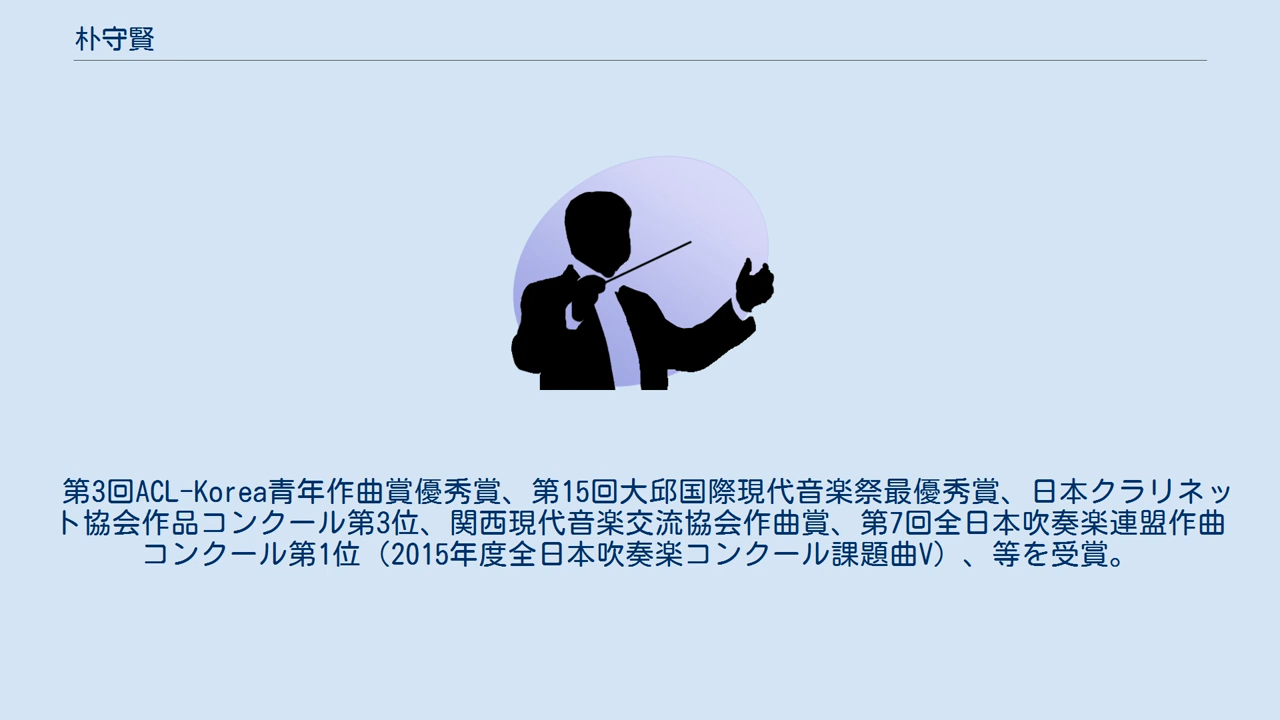 朴守賢
第3回ACL-Korea青年作曲賞優秀賞、第15回大邱国際現代音楽祭最優秀賞、日本クラリネッ
ト協会作品コンクール第3位、関西現代音楽交流協会作曲賞、第7回全日本吹奏楽連盟作曲
コンクール第1位（2015年度全日本吹奏楽コンクール課題曲V）、等を受賞。